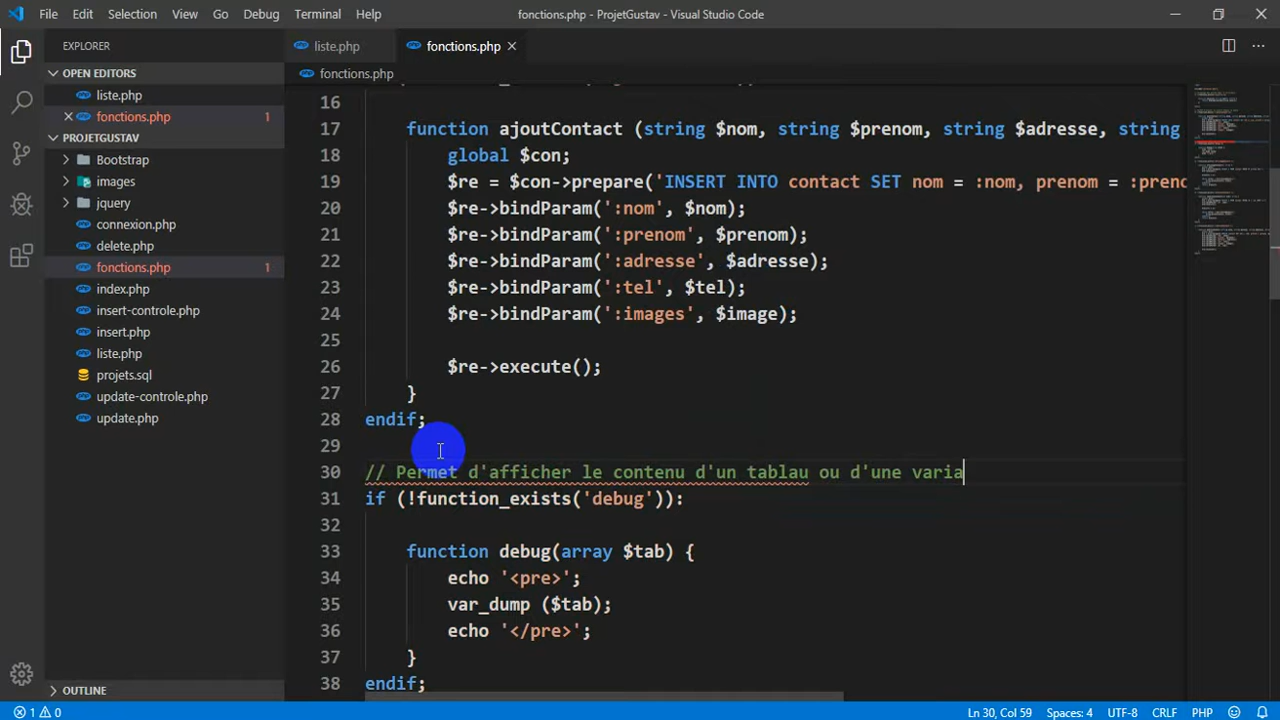 File Edit Selection View Go Debug Terminal Help fonctions.php - ProjetGustav - Visual Studio Code
EXPLORER
OPEN EDITORS
liste.php
fonctions.php 1
PROJETGUSTAV
Bootstrap
images
jquery
connexion.php
delete.php
fonctions.php 1
index.php
insert-controle.php
insert.php
liste.php
projets.sql
update-controle.php
update.php
OUTLINE
liste.php fonctions.php
fonctions.php
16
17 function ajoutContact (string $nom, string $prenom, string $adresse, string
18 global $con;
19 $re = $con->prepare('INSERT INTO contact SET nom = :nom, prenom = :preno
20 $re->bindParam(':nom', $nom);
21 $re->bindParam(':prenom', $prenom);
22 $re->bindParam(':adresse', $adresse);
23 $re->bindParam(':tel', $tel);
24 $re->bindParam(':images', $image);
25
26 $re->execute();
27 }
28 endif;
29
30 // Permet d'afficher le contenu d'un tablau ou d'une varia
31 if (!function_exists('debug')):
32
33 function debug(array $tab) {
34 echo '<pre>';
35 var_dump ($tab);
36 echo '</pre>';
37 }
38 endif;
1 0 Ln 30, Col 59 Spaces: 4 UTF-8 CRLF PHP